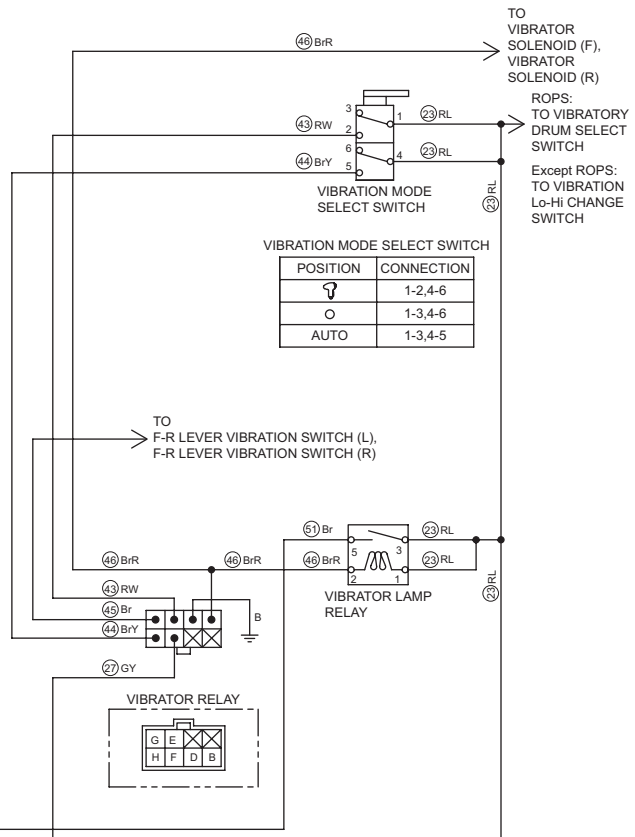 TO
VIBRATOR
SOLENOID (F),
VIBRATOR
SOLENOID (R)
46 BrR
ROPS:
TO VIBRATORY
DRUM SELECT
SWITCH
Except ROPS:
TO VIBRATION
Lo-Hi CHANGE
SWITCH
3
1
23 RL
43 RW
2
6
4
23 RL
44 BrY
5
23 RL
VIBRATION MODE
SELECT SWITCH
VIBRATION MODE SELECT SWITCH
POSITION CONNECTION
1-2,4-6
1-3,4-6
AUTO 1-3,4-5
TO
F-R LEVER VIBRATION SWITCH (L),
F-R LEVER VIBRATION SWITCH (R)
51 Br
5
3
23 RL
46 BrR
46 BrR
46 BrR
2
1
23 RL
VIBRATOR LAMP
RELAY
23 RL
43 RW
45 Br
44 BrY
B
27 GY
VIBRATOR RELAY
G E
H F D B